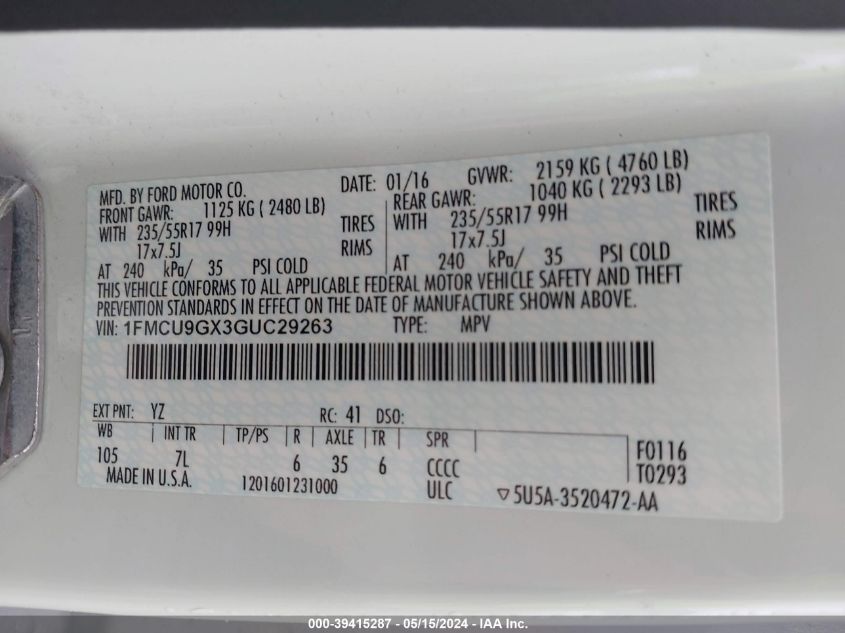 MFD. BY FORD MOTOR CO. DATE: 01/16 GVWR: 2159 KG ( 4760 LB)
FRONT GAWR: 1125 KG ( 2480 LB) REAR GAWR: 1040 KG ( 2293 LB)
WITH 235/55R17 99H TIRES WITH 235/55R17 99H TIRES
17x7.5J RIMS 17x7.5J RIMS
AT 240 kPa/ 35 PSI COLD AT 240 kPa/ 35 PSI COLD
THIS VEHICLE CONFORMS TO ALL APPLICABLE FEDERAL MOTOR VEHICLE SAFETY AND THEFT
PREVENTION STANDARDS IN EFFECT ON THE DATE OF MANUFACTURE SHOWN ABOVE.
VIN: 1FMCU9GX3GUC29263 TYPE: MPV
EXT PNT: YZ RC: 41 DSO:
WB INT TR TP/PS R AXLE TR SPR F0116
105 7L 6 35 6 CCCC T0293
MADE IN U.S.A. 1201601231000 ULC ▽5U5A-3520472-AA
000-39415287 - 05/15/2024 - IAA Inc.